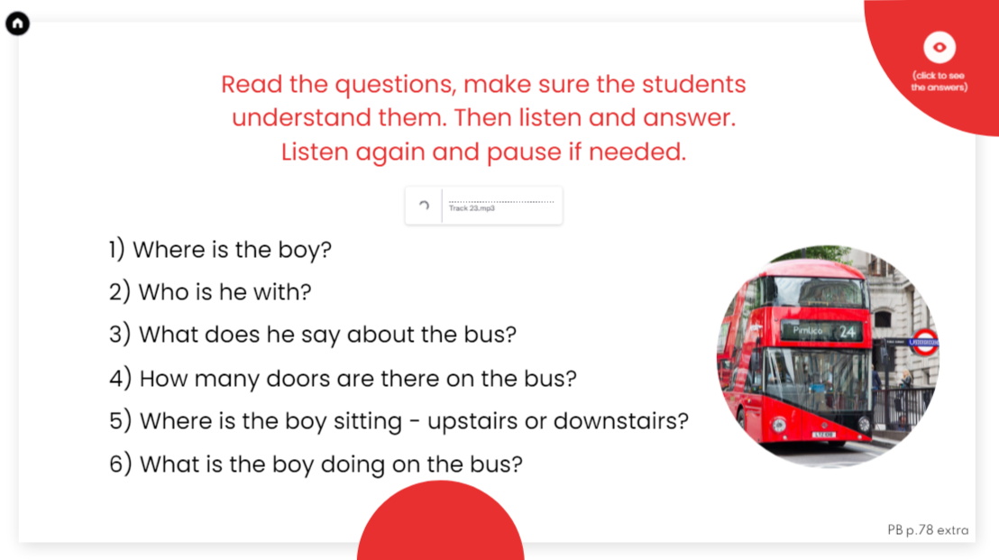 (click to see
the answers)
Read the questions, make sure the students
understand them. Then listen and answer.
Listen again and pause if needed.
Track 23.mp3
1) Where is the boy?
2) Who is he with?
3) What does he say about the bus?
4) How many doors are there on the bus?
5) Where is the boy sitting - upstairs or downstairs?
6) What is the boy doing on the bus?
Pimlico 24
UNDERGROUND
PB p.78 extra